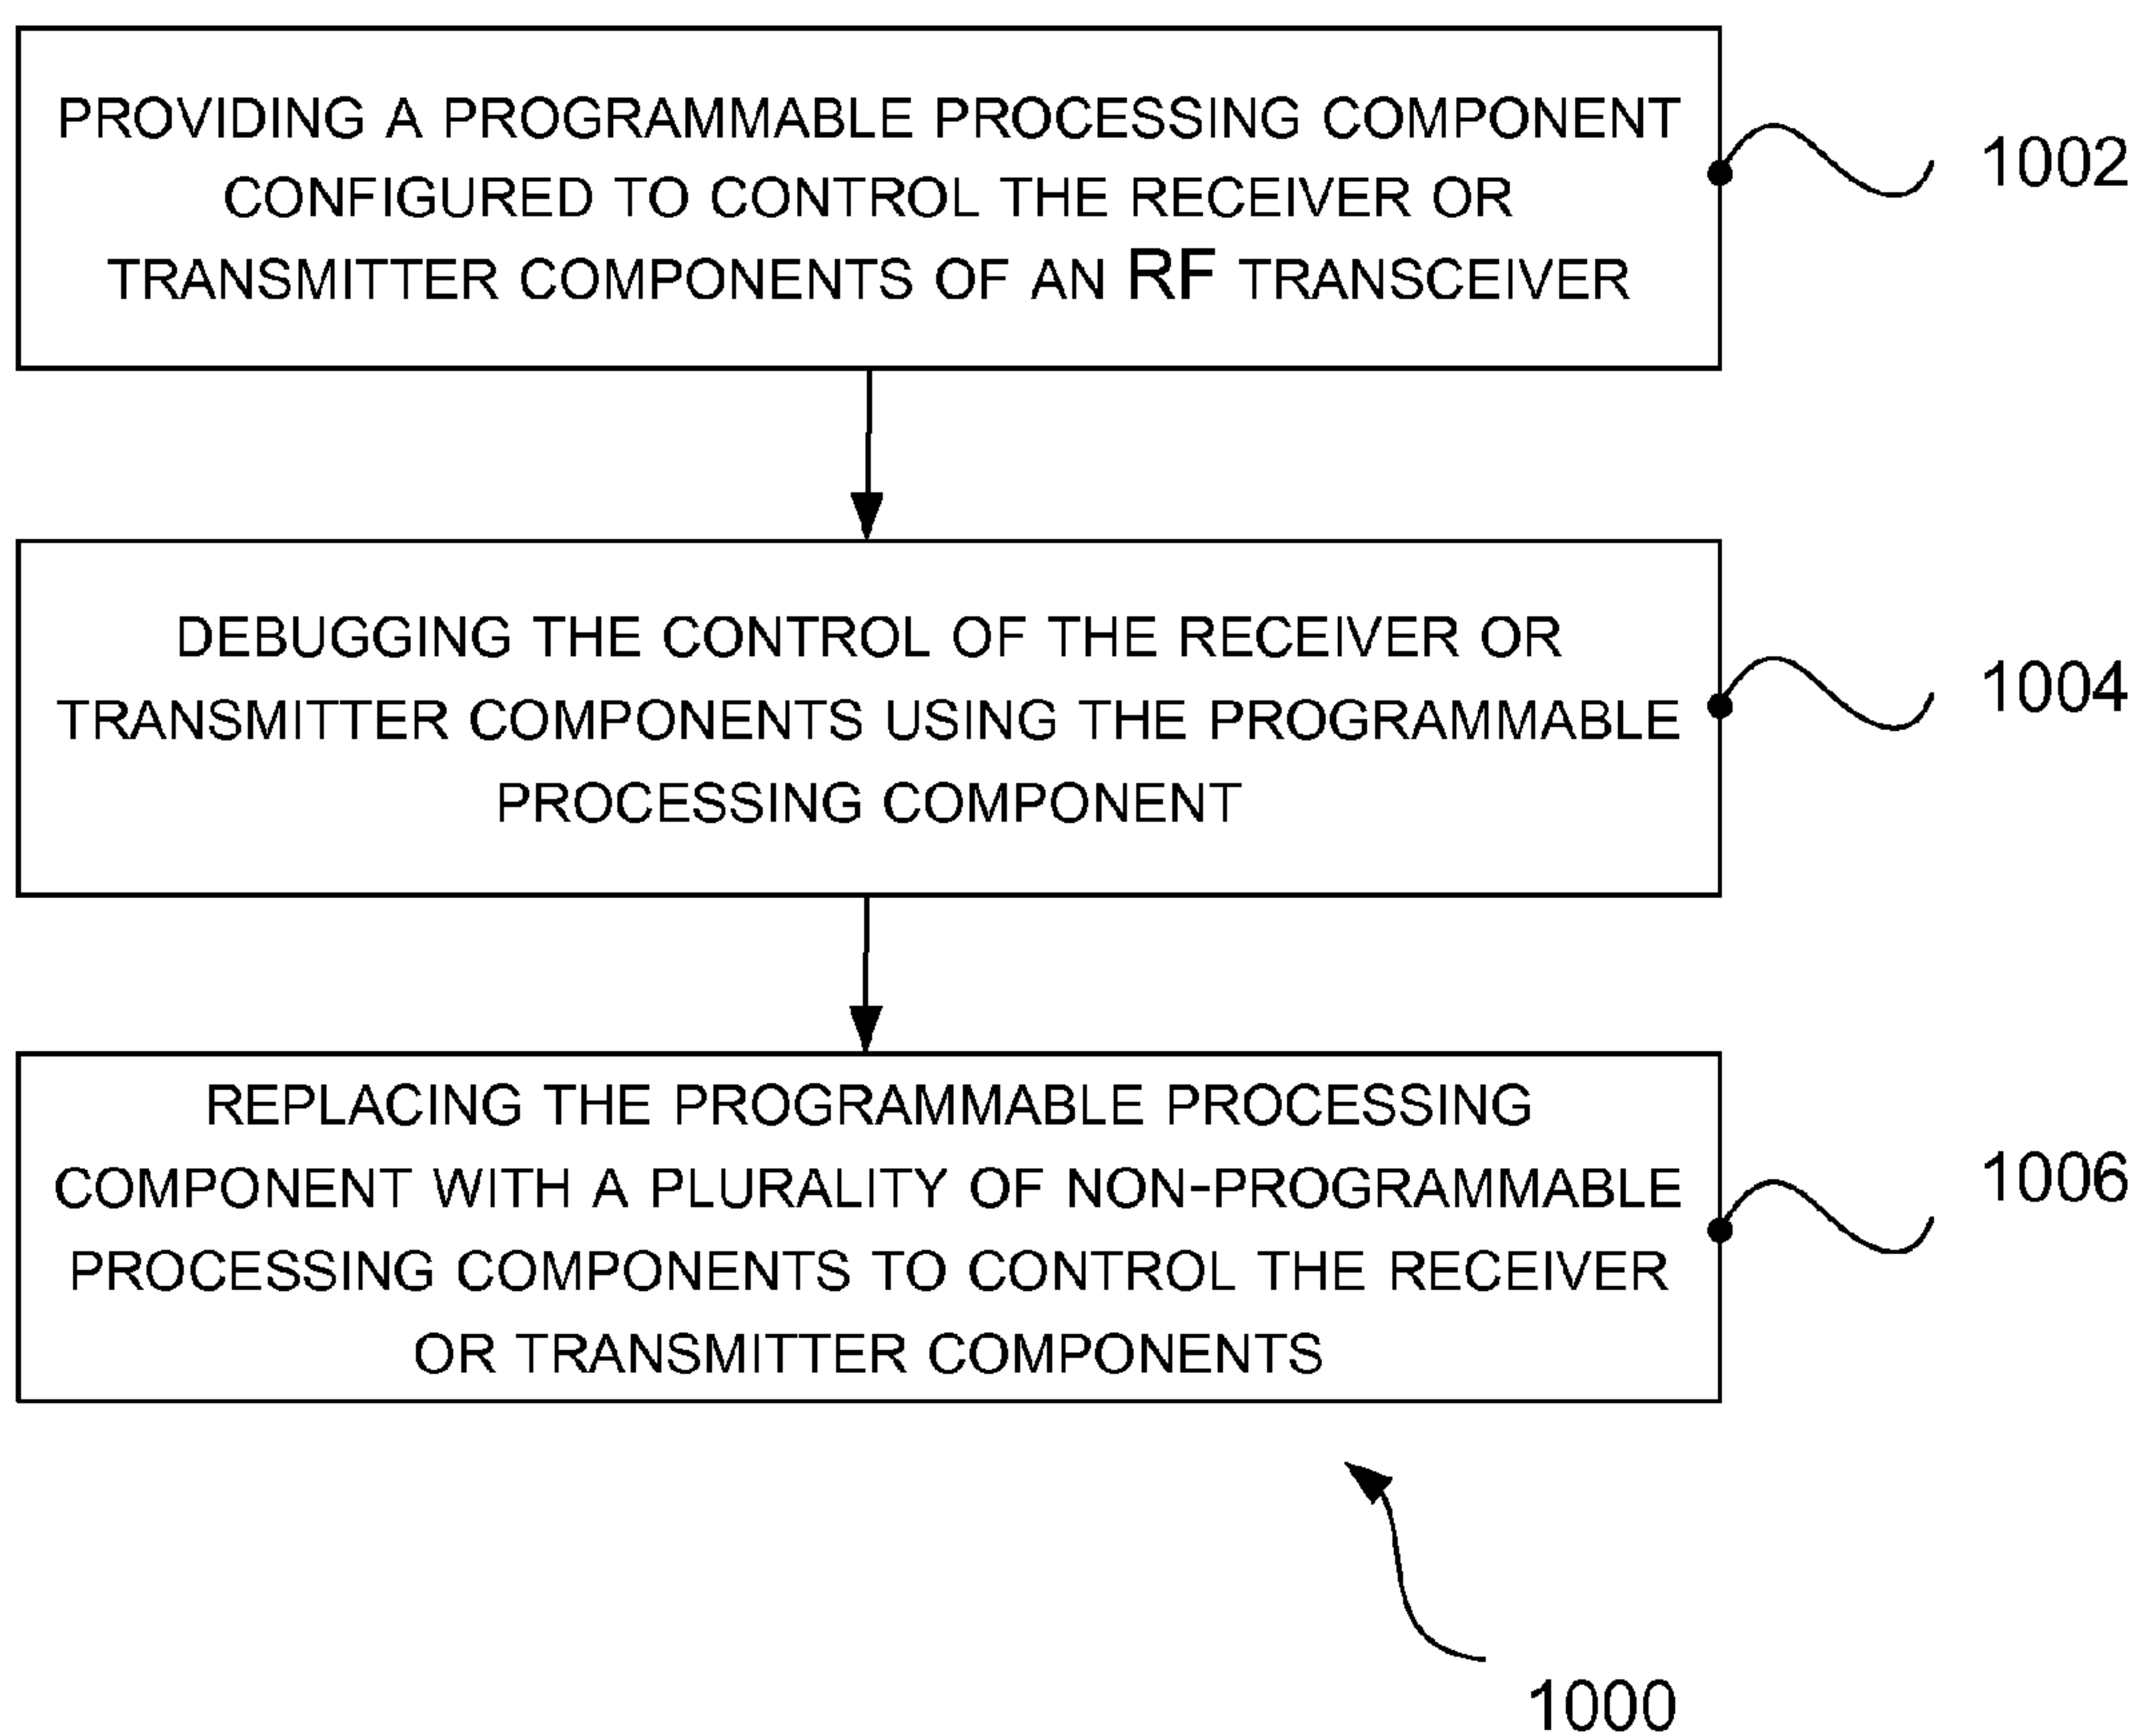 PROVIDING A PROGRAMMABLE PROCESSING COMPONENT
CONFIGURED TO CONTROL THE RECEIVER OR
TRANSMITTER COMPONENTS OF AN RF TRANSCEIVER
1002
DEBUGGING THE CONTROL OF THE RECEIVER OR
TRANSMITTER COMPONENTS USING THE PROGRAMMABLE
PROCESSING COMPONENT
1004
REPLACING THE PROGRAMMABLE PROCESSING
COMPONENT WITH A PLURALITY OF NON-PROGRAMMABLE
PROCESSING COMPONENTS TO CONTROL THE RECEIVER
OR TRANSMITTER COMPONENTS
1006
1000